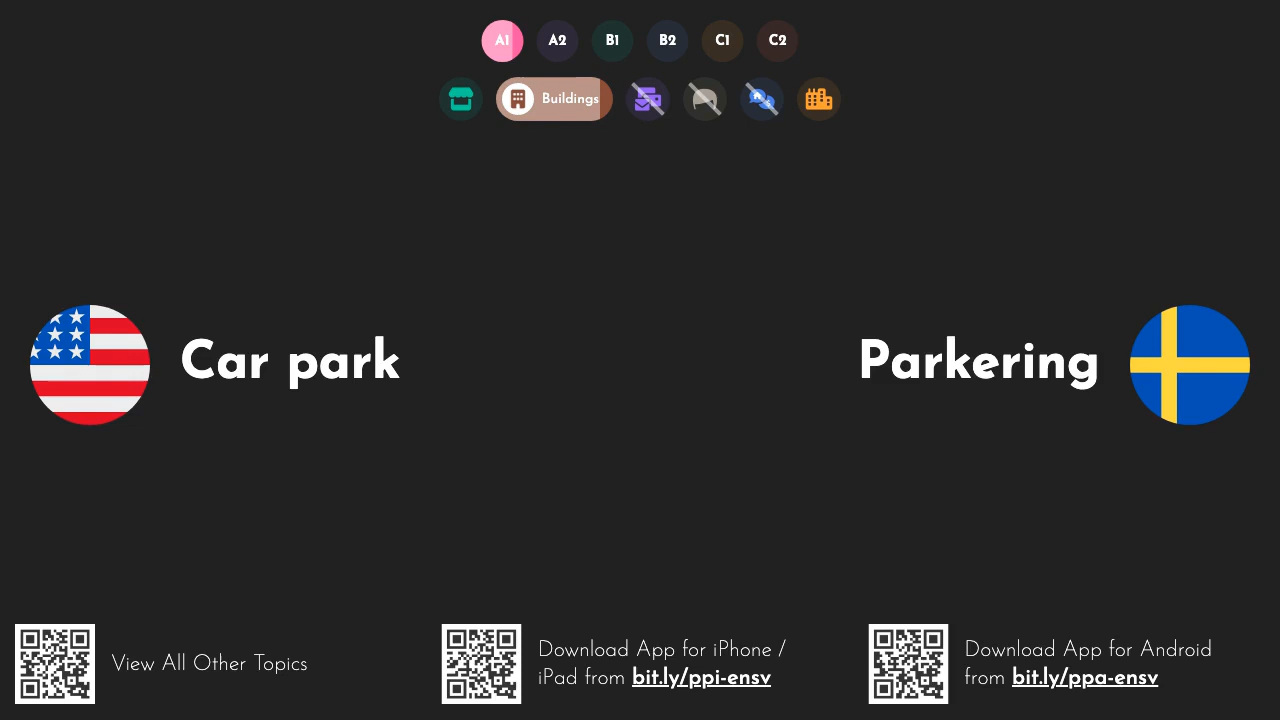 A1 A2 B1 B2 C1 C2
Buildings
Car park
Parkering
View All Other Topics
Download App for iPhone /
iPad from bit.ly/ppi-ensv
Download App for Android
from bit.ly/ppa-ensv